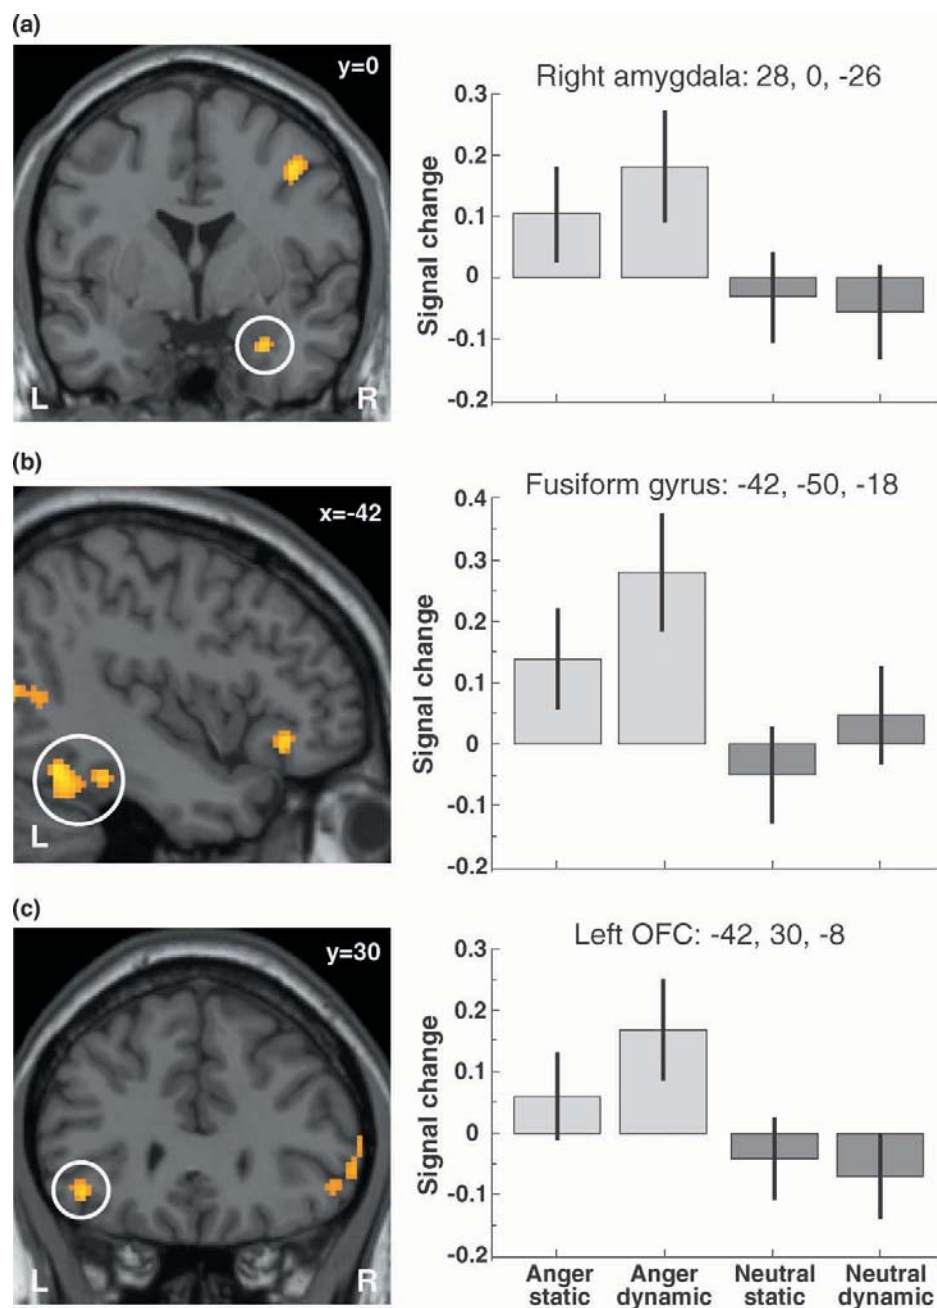 (a)
y=0
L
R
Right amygdala: 28, 0, -26
Signal change
0.3
0.2
0.1
0
-0.1
-0.2
(b)
x=-42
L
Fusiform gyrus: -42, -50, -18
Signal change
0.4
0.3
0.2
0.1
0
-0.1
-0.2
(c)
y=30
L
R
Left OFC: -42, 30, -8
Signal change
0.3
0.2
0.1
0
-0.1
-0.2
Anger static
Anger dynamic
Neutral static
Neutral dynamic